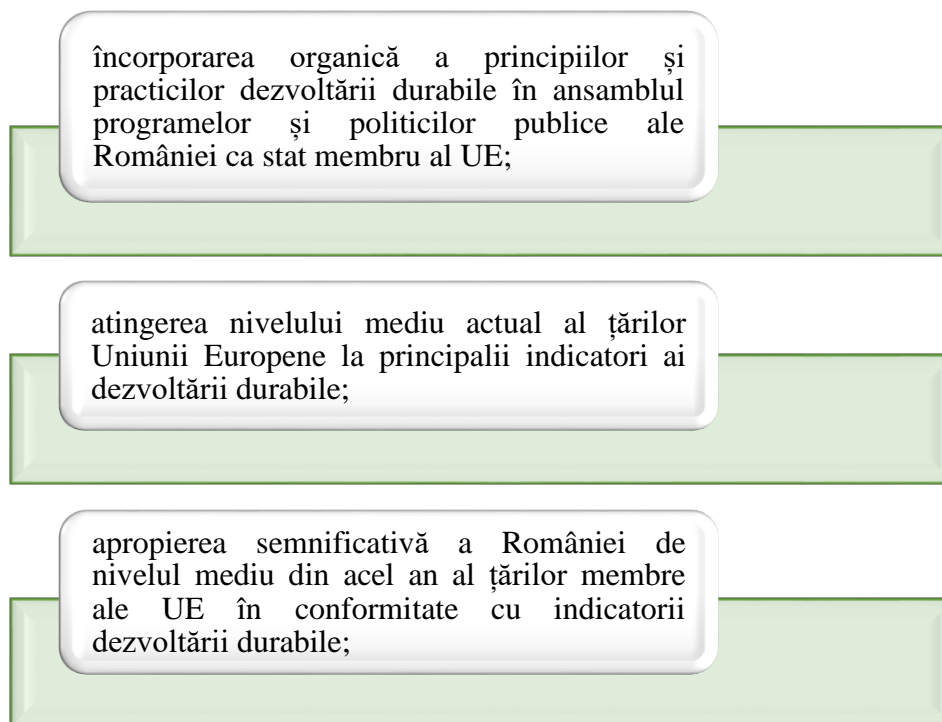 încorporarea organică a principiilor și
practicilor dezvoltării durabile în ansamblul
programelor și politicilor publice ale
României ca stat membru al UE;
atingerea nivelului mediu actual al țărilor
Uniunii Europene la principalii indicatori ai
dezvoltării durabile;
apropierea semnificativă a României de
nivelul mediu din acel an al țărilor membre
ale UE în conformitate cu indicatorii
dezvoltării durabile;